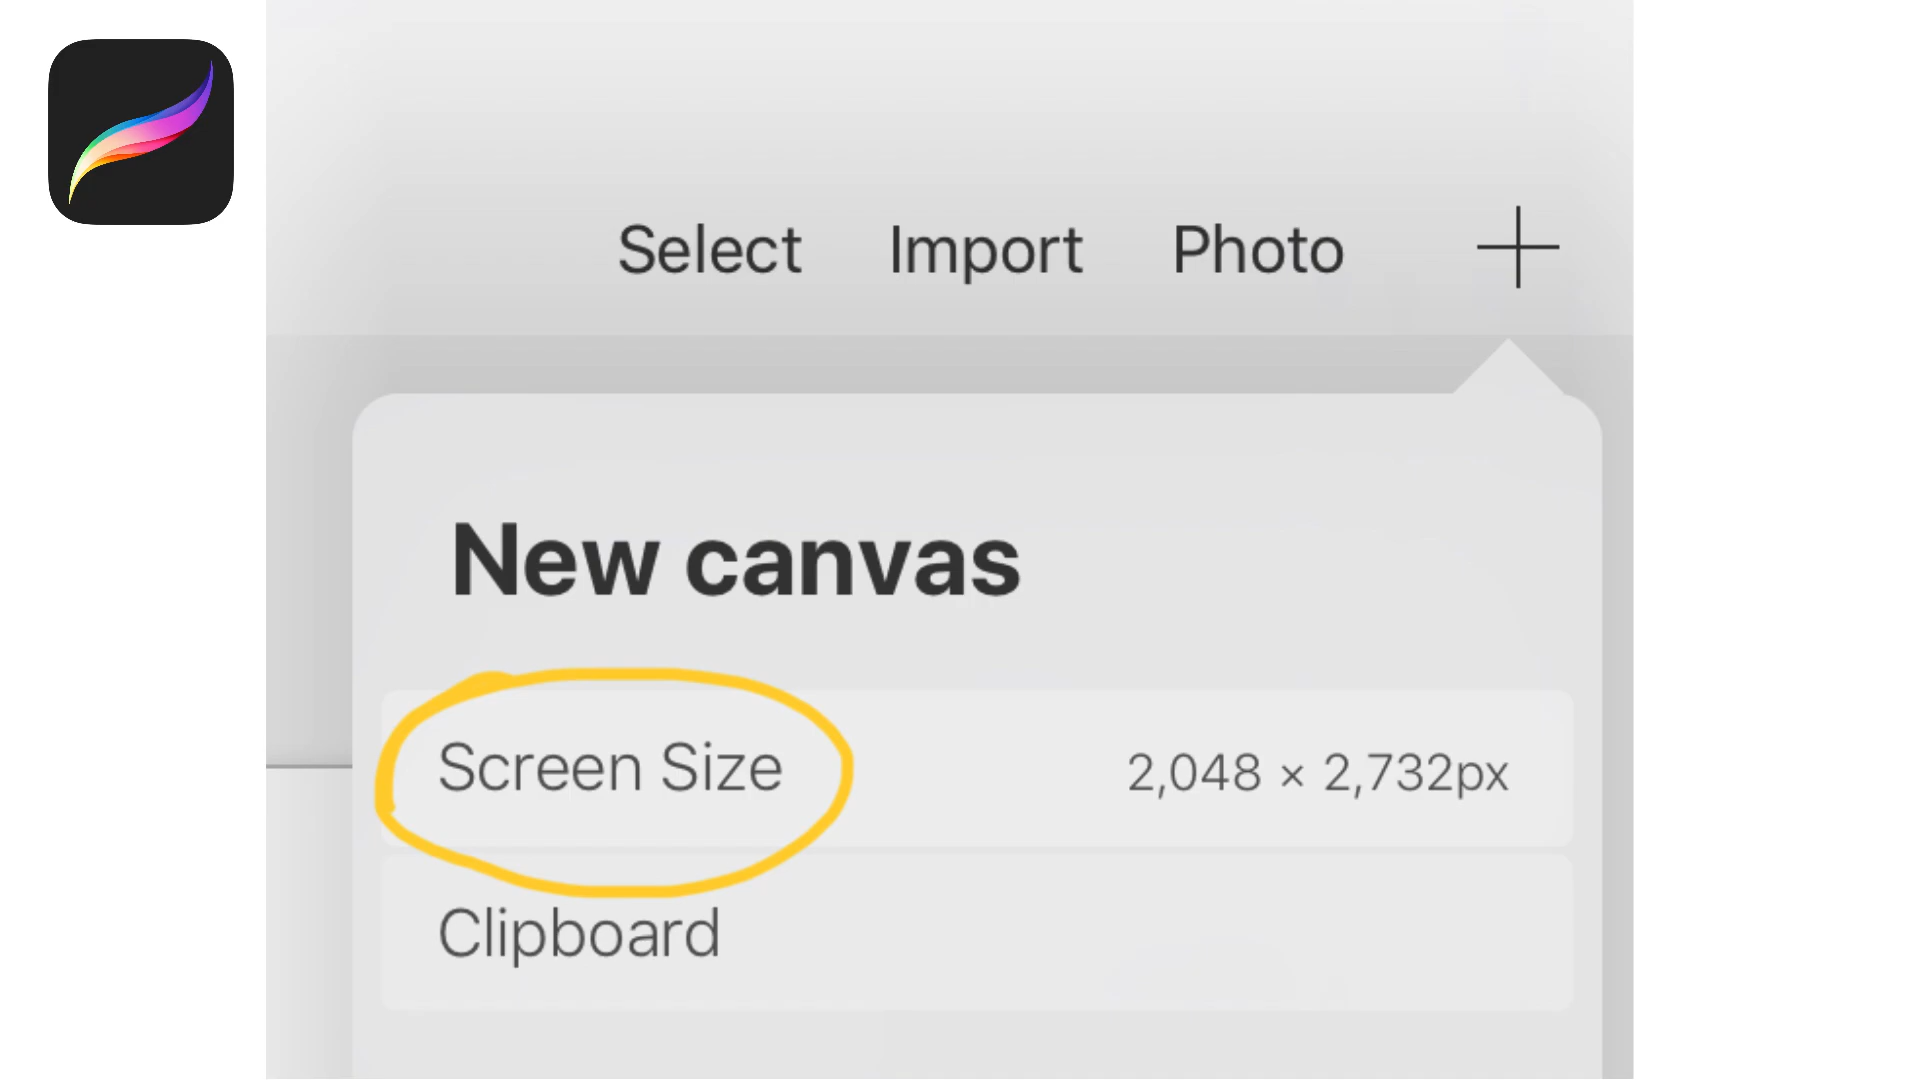 Select Import Photo
New canvas
Screen Size 2,048 × 2,732px
Clipboard